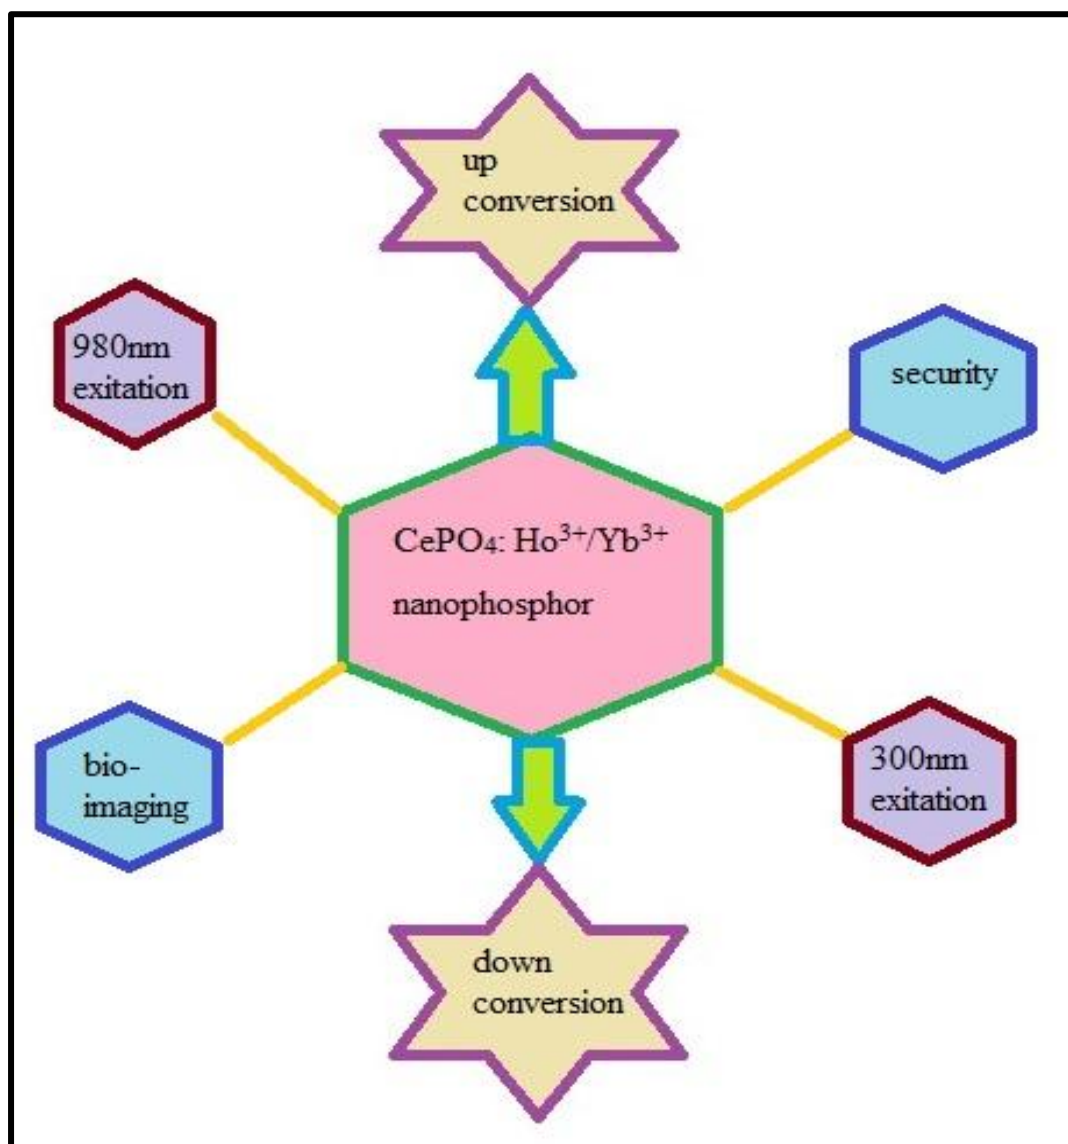 up
conversion
980nm
exitation
security
CePO₄: Ho³⁺/Yb³⁺
nanophosphor
bio-
imaging
300nm
exitation
down
conversion